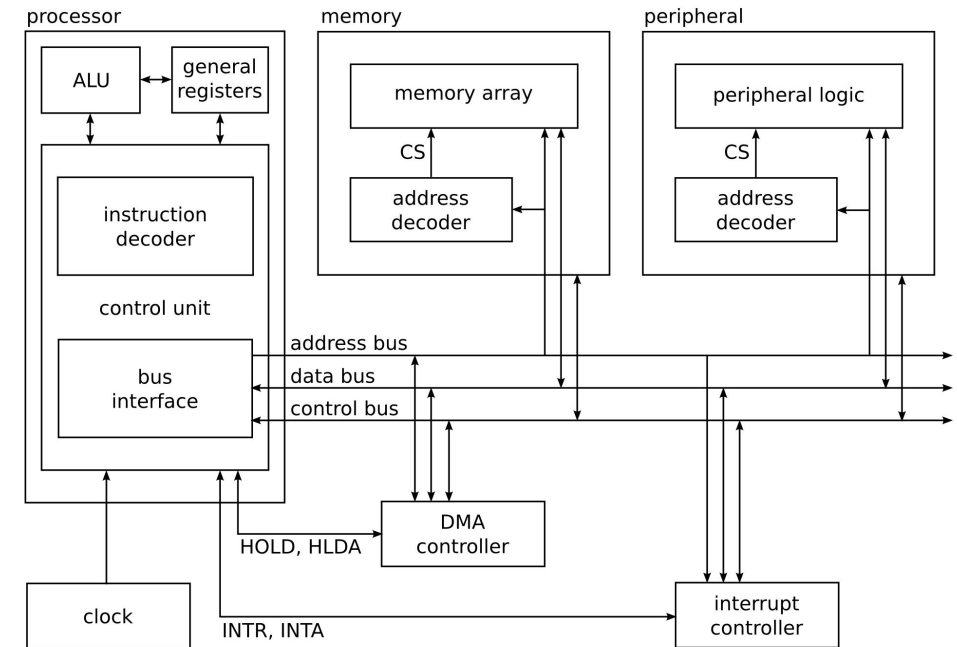 processor
memory
peripheral
ALU
general
registers
memory array
peripheral logic
CS
CS
address
decoder
address
decoder
instruction
decoder
control unit
address bus
bus
interface
data bus
control bus
DMA
controller
HOLD, HLDA
clock
interrupt
controller
INTR, INTA